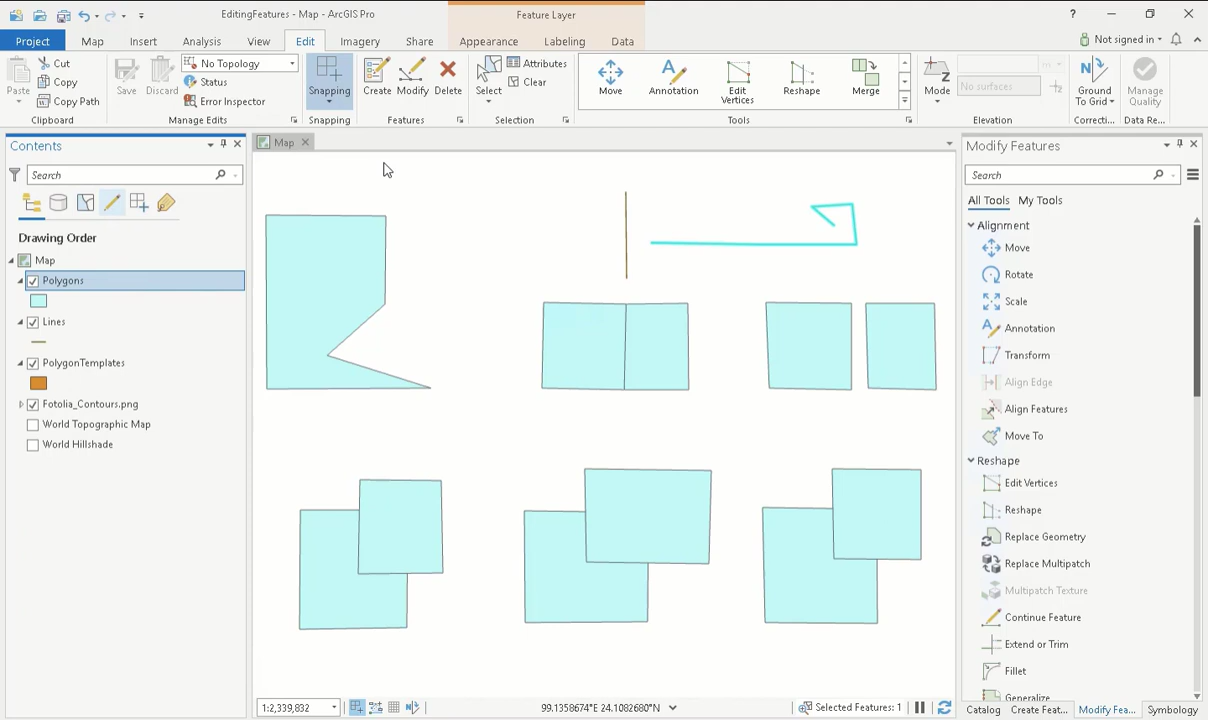 EditingFeatures - Map - ArcGIS Pro
Feature Layer
?
Project Map Insert Analysis View Edit Imagery Share Appearance Labeling Data
Not signed in
Paste
Cut
Copy
Copy Path
Clipboard
Save
Discard
No Topology
Status
Error Inspector
Manage Edits
Snapping
Snapping
Create
Modify
Delete
Features
Select
Attributes
Clear
Selection
Move
Annotation
Edit
Vertices
Reshape
Merge
Tools
Mode
m
No surfaces
Elevation
Ground
To Grid
Correcti...
Manage
Quality
Data Re...
Contents
Search
Drawing Order
Map
Polygons
Lines
PolygonTemplates
Fotolia_Contours.png
World Topographic Map
World Hillshade
Map
1:2,339,832
99.1358674°E 24.1082680°N
Selected Features: 1
Modify Features
Search
All Tools My Tools
Alignment
Move
Rotate
Scale
Annotation
Transform
Align Edge
Align Features
Move To
Reshape
Edit Vertices
Reshape
Replace Geometry
Replace Multipatch
Multipatch Texture
Continue Feature
Extend or Trim
Fillet
Generalize
Catalog Create Feat... Modify Fea... Symbology